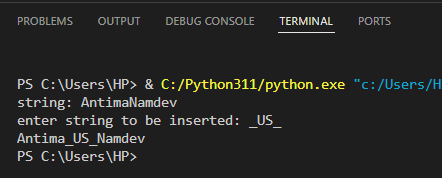 PROBLEMS OUTPUT DEBUG CONSOLE TERMINAL PORTS
PS C:\Users\HP> & C:/Python311/python.exe "c:/Users/H
string: AntimaNamdev
enter string to be inserted: _US_
Antima_US_Namdev
PS C:\Users\HP>